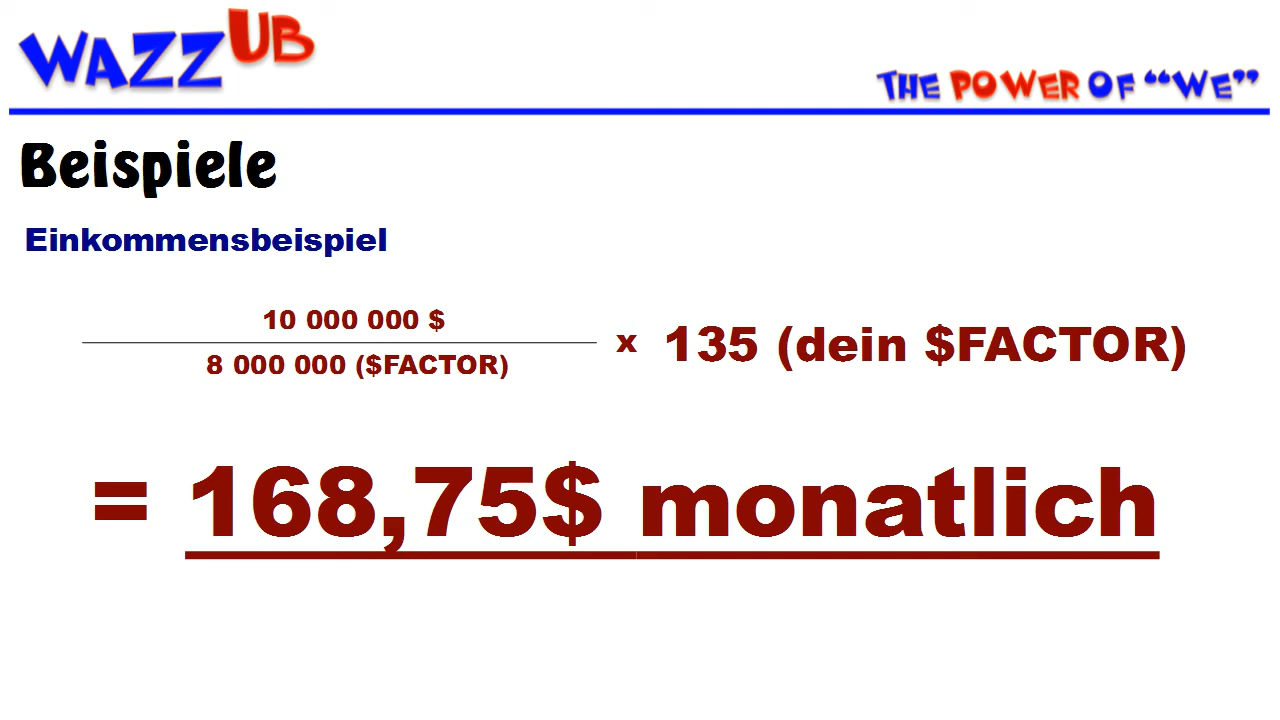 WAZZUB
THE POWER OF “WE”
Beispiele
Einkommensbeispiel
10 000 000 $
8 000 000 ($FACTOR)
x 135 (dein $FACTOR)
= 168,75$ monatlich